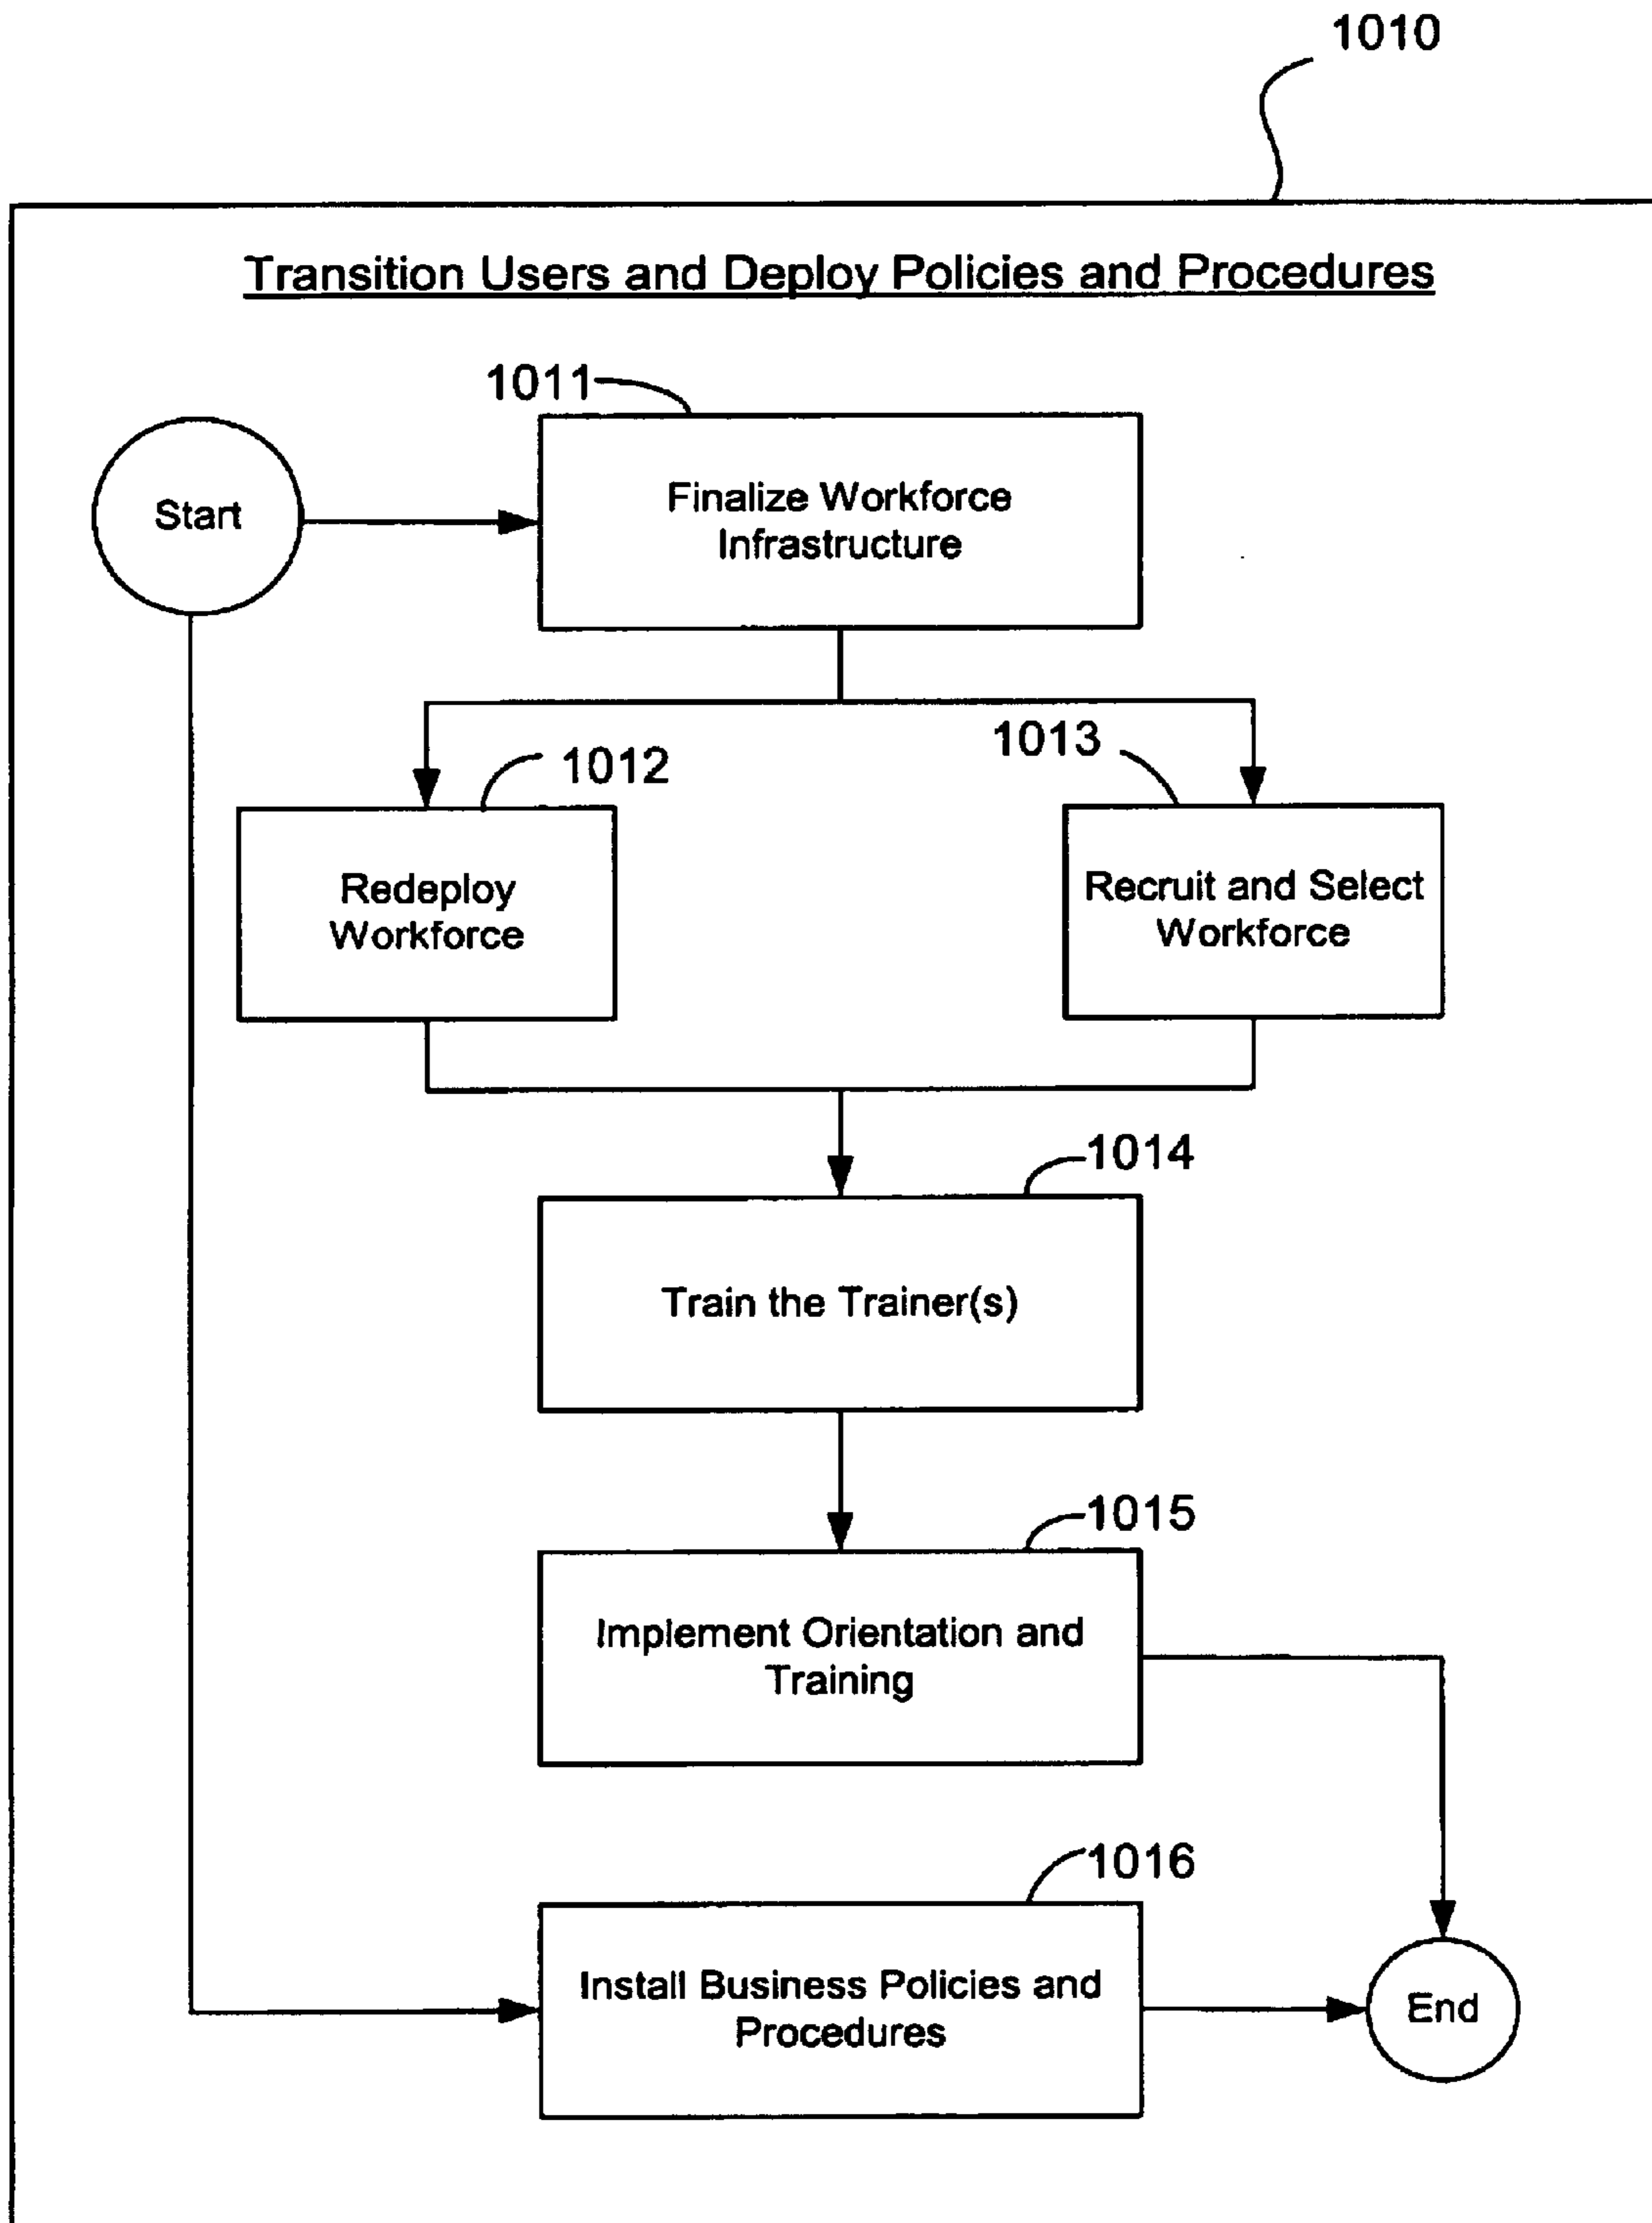 1010
Transition Users and Deploy Policies and Procedures
1011
Start
Finalize Workforce
Infrastructure
1012
1013
Redeploy
Workforce
Recruit and Select
Workforce
1014
Train the Trainer(s)
1015
Implement Orientation and
Training
1016
Install Business Policies and
Procedures
End